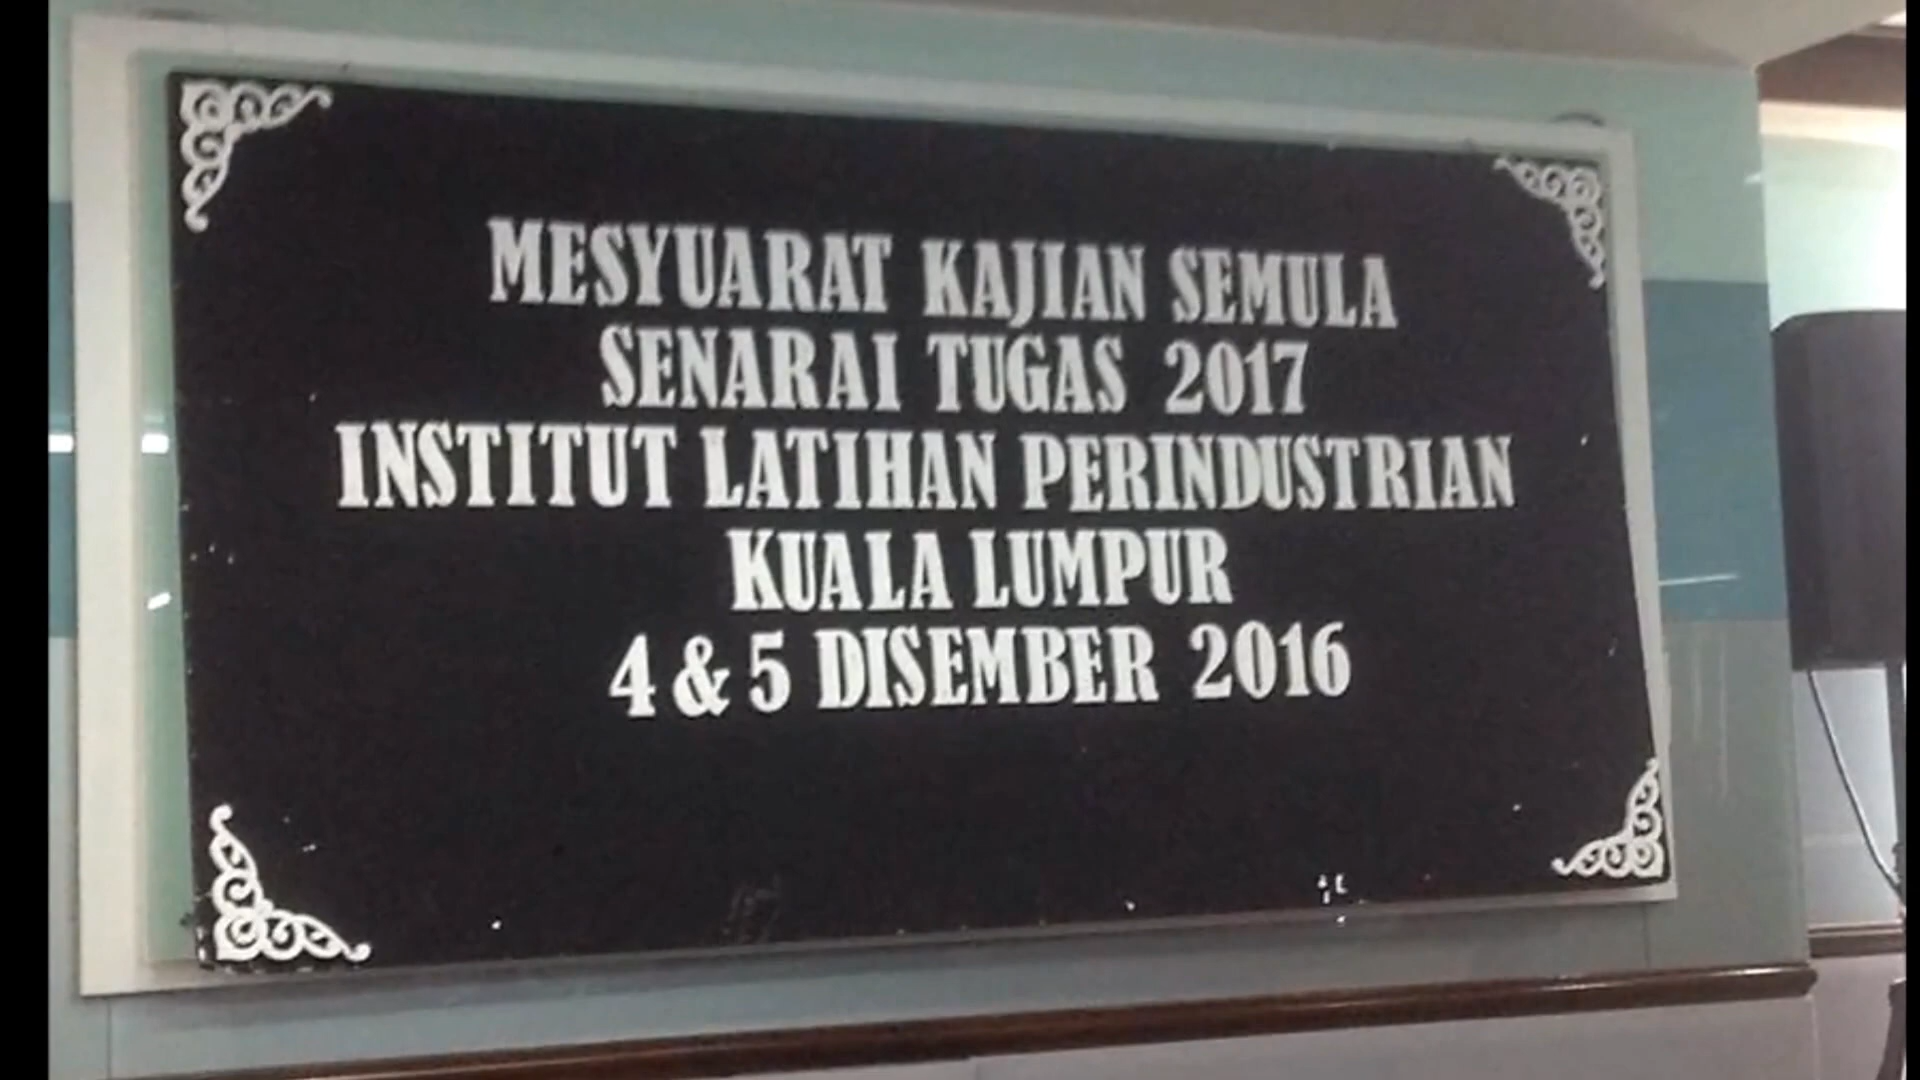 MESYUARAT KAJIAN SEMULA
SENARAI TUGAS 2017
INSTITUT LATIHAN PERINDUSTRIAN
KUALA LUMPUR
4 & 5 DISEMBER 2016